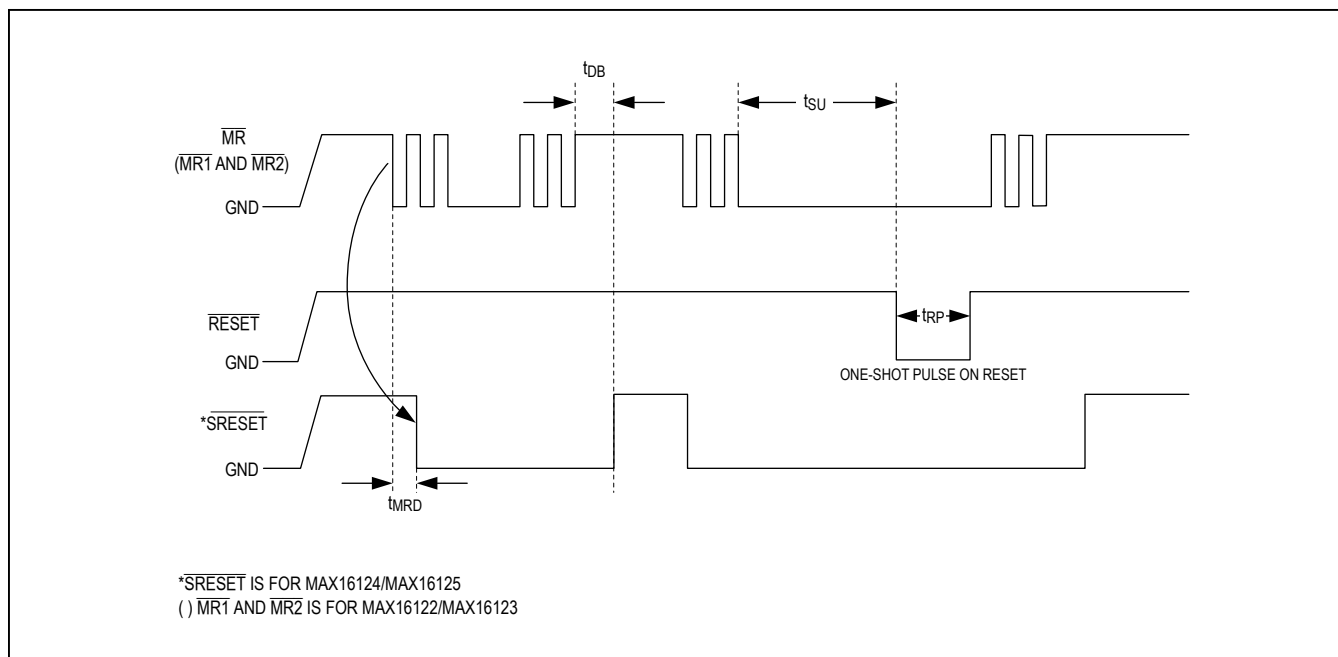 tDB
tSU
MR
(MR1 AND MR2)
GND
RESET
GND
tRP
ONE-SHOT PULSE ON RESET
*SRESET
GND
tMRD
*SRESET IS FOR MAX16124/MAX16125
( ) MR1 AND MR2 IS FOR MAX16122/MAX16123